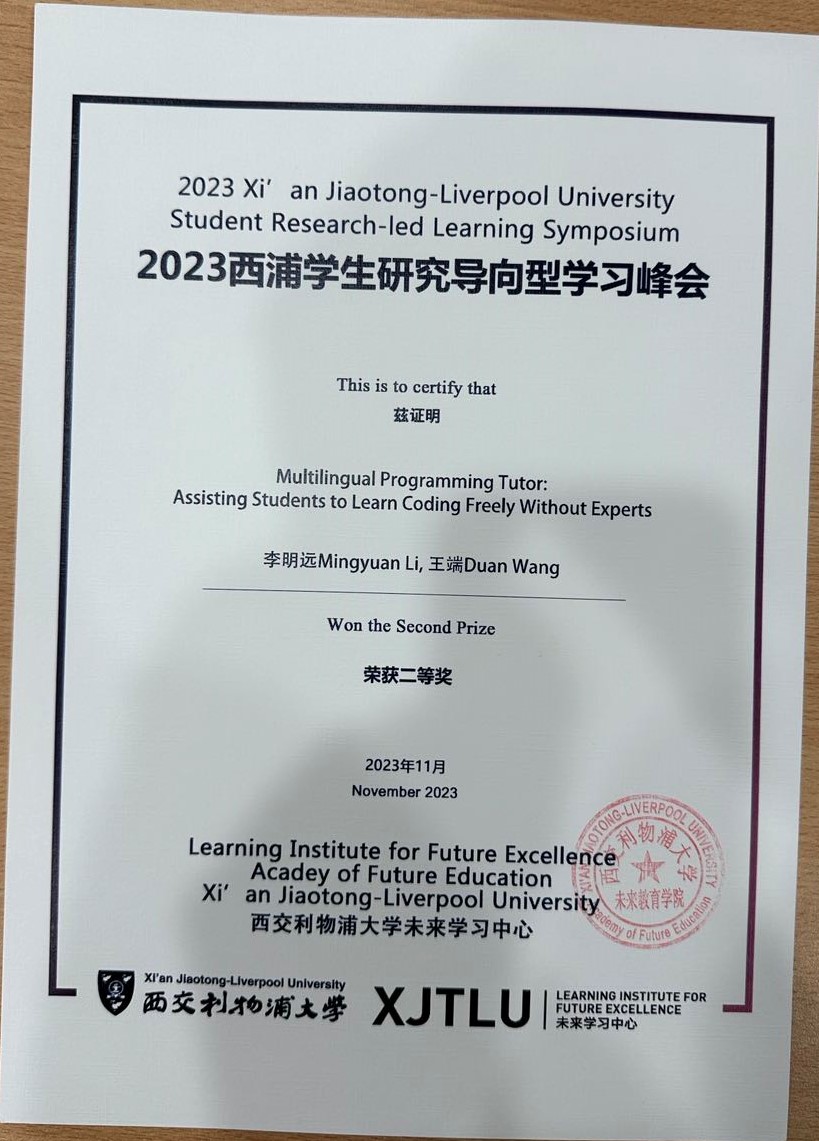 2023 Xi’an Jiaotong-Liverpool University
Student Research-led Learning Symposium
2023西浦学生研究导向型学习峰会
This is to certify that
兹证明
Multilingual Programming Tutor:
Assisting Students to Learn Coding Freely Without Experts
李明远Mingyuan Li, 王端Duan Wang
Won the Second Prize
荣获二等奖
2023年11月
November 2023
Learning Institute for Future Excellence
Acadey of Future Education
Xi’an Jiaotong-Liverpool University
西交利物浦大学未来学习中心
XI'AN JIAOTONG-LIVERPOOL UNIVERSITY
西交利物浦大学
未来教育学院
Academy of Future Education
Xi'an Jiaotong-Liverpool University
西交利物浦大学
XJTLU
LEARNING INSTITUTE FOR
FUTURE EXCELLENCE
未来学习中心